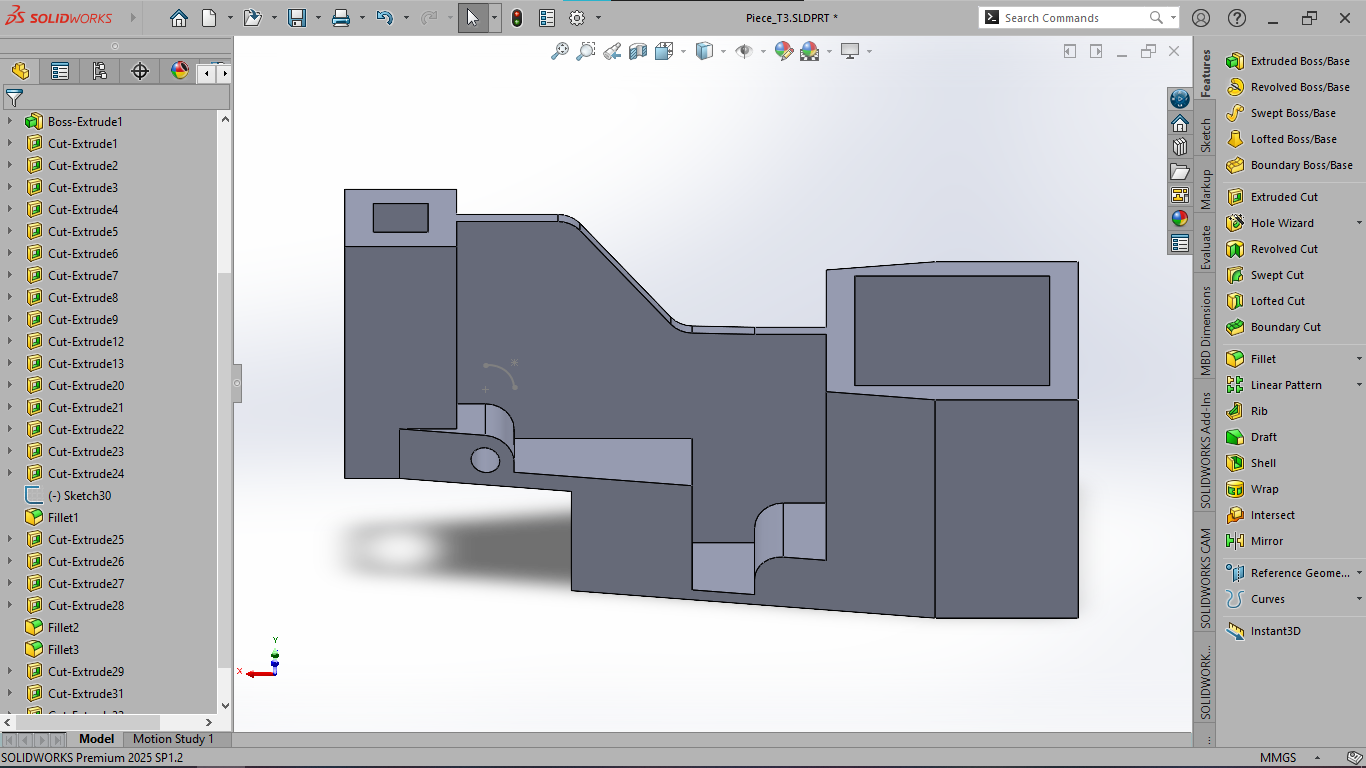 SOLIDWORKS
Piece_T3.SLDPRT *
Search Commands
Boss-Extrude1
Cut-Extrude1
Cut-Extrude2
Cut-Extrude3
Cut-Extrude4
Cut-Extrude5
Cut-Extrude6
Cut-Extrude7
Cut-Extrude8
Cut-Extrude9
Cut-Extrude12
Cut-Extrude13
Cut-Extrude20
Cut-Extrude21
Cut-Extrude22
Cut-Extrude23
Cut-Extrude24
(-) Sketch30
Fillet1
Cut-Extrude25
Cut-Extrude26
Cut-Extrude27
Cut-Extrude28
Fillet2
Fillet3
Cut-Extrude29
Cut-Extrude31
Y
X
Features
Sketch
Markup
Evaluate
MBD Dimensions
SOLIDWORKS Add-Ins
SOLIDWORKS CAM
SOLIDWORK...
Extruded Boss/Base
Revolved Boss/Base
Swept Boss/Base
Lofted Boss/Base
Boundary Boss/Base
Extruded Cut
Hole Wizard
Revolved Cut
Swept Cut
Lofted Cut
Boundary Cut
Fillet
Linear Pattern
Rib
Draft
Shell
Wrap
Intersect
Mirror
Reference Geome...
Curves
Instant3D
Model
Motion Study 1
SOLIDWORKS Premium 2025 SP1.2
MMGS